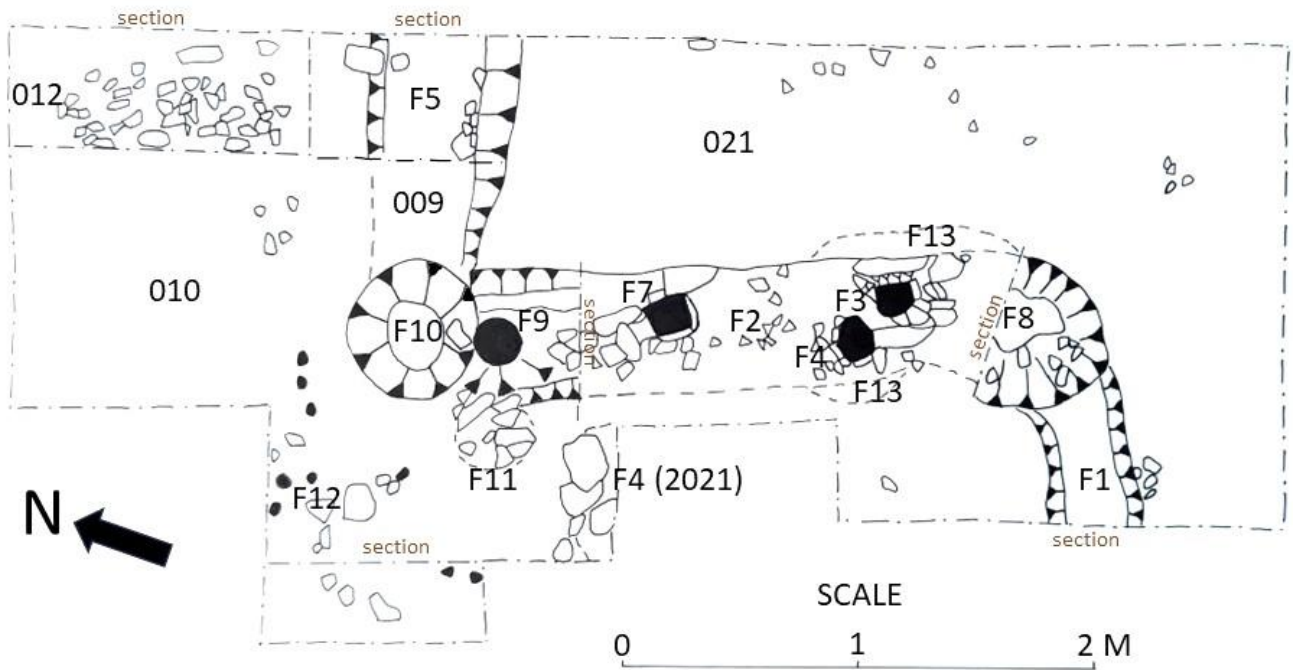 section
section
012
F5
021
009
F13
010
F7
F3
F10
F9
section
F2
section
F8
F4
F13
F12
F11
F4 (2021)
F1
N
section
section
SCALE
0
1
2 M